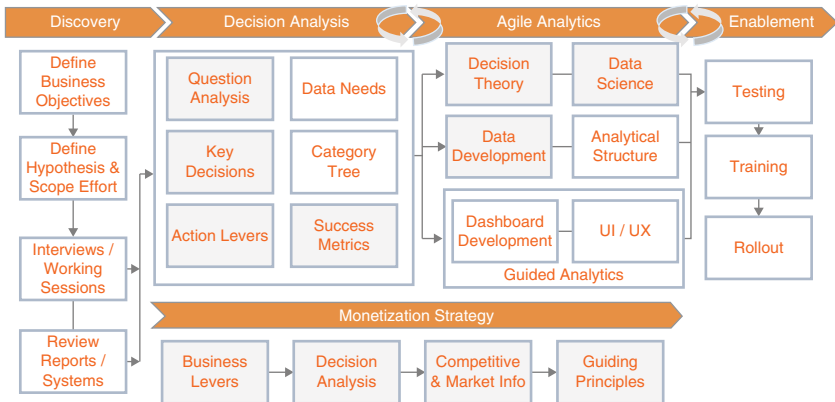 Discovery
Decision Analysis
Agile Analytics
Enablement
Define
Business
Objectives
Define
Hypothesis &
Scope Effort
Interviews /
Working
Sessions
Review
Reports /
Systems
Question
Analysis
Data Needs
Key
Decisions
Category
Tree
Action Levers
Success
Metrics
Decision
Theory
Data
Science
Data
Development
Analytical
Structure
Dashboard
Development
UI / UX
Guided Analytics
Testing
Training
Rollout
Monetization Strategy
Business
Levers
Decision
Analysis
Competitive
& Market Info
Guiding
Principles